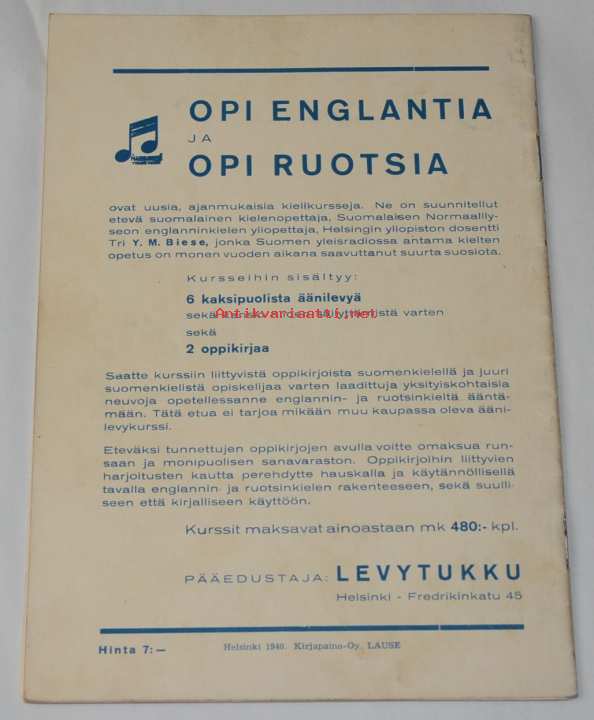 OPI ENGLANTIA
JA
OPI RUOTSIA
ovat uusia, ajanmukaisia kielikursseja. Ne on suunnitellut
etevä suomalainen kielenopettaja, Suomalaisen Normaalily-
seon englanninkielen yliopettaja, Helsingin yliopiston dosentti
Tri Y. M. Biese, jonka Suomen yleisradiossa antama kielten
opetus on monen vuoden aikana saavuttanut suurta suosiota.
Kursseihin sisältyy:
6 kaksipuolista äänilevyä
Antikvariaatti.net
sekä säilyttämistä varten
sekä
2 oppikirjaa
Saatte kurssiin liittyvistä oppikirjoista suomenkielellä ja juuri
suomenkielistä opiskelijaa varten laadittuja yksityiskohtaisia
neuvoja opetellessanne englannin- ja ruotsinkieltä ääntä-
mään. Tätä etua ei tarjoa mikään muu kaupassa oleva ääni-
levykurssi.
Eteväksi tunnettujen oppikirjojen avulla voitte omaksua run-
saan ja monipuolisen sanavaraston. Oppikirjoihin liittyvien
harjoitusten kautta perehdytte hauskalla ja käytännöllisellä
tavalla englannin- ja ruotsinkielen rakenteeseen, sekä suulli-
seen että kirjalliseen käyttöön.
Kurssit maksavat ainoastaan mk 480:- kpl.
PÄÄEDUSTAJA: LEVYTUKKU
Helsinki - Fredrikinkatu 45
Hinta 7:— Helsinki 1940. Kirjapaino-Oy. LAUSE